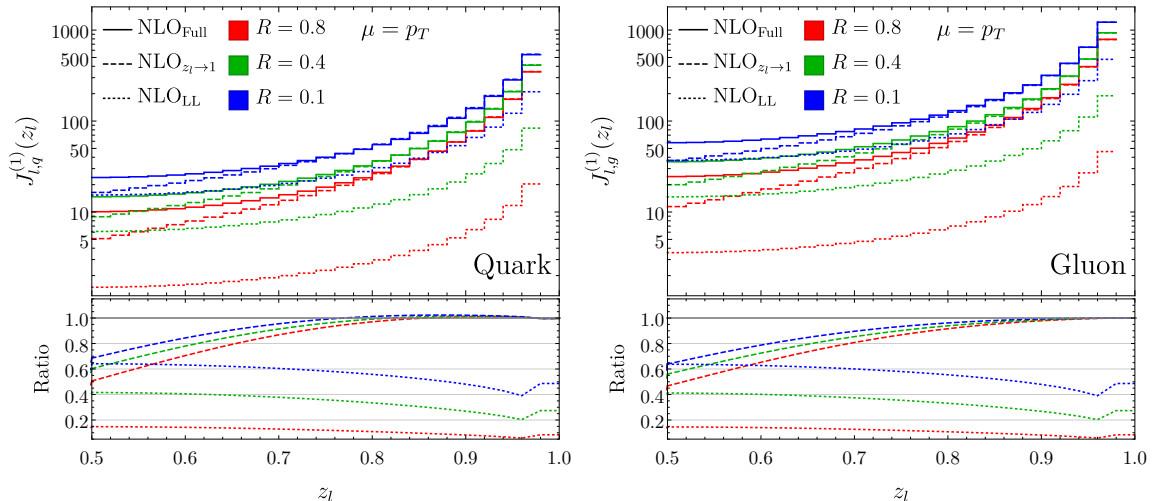 NLO_Full R = 0.8 μ = p_T
NLO_{z_l→1} R = 0.4
NLO_LL R = 0.1
1000
500
100
50
10
5
J_{l,q}^{(1)}(z_l)
Quark
1.0
0.8
0.6
0.4
0.2
Ratio
0.5 0.6 0.7 0.8 0.9 1.0
z_l
NLO_Full R = 0.8 μ = p_T
NLO_{z_l→1} R = 0.4
NLO_LL R = 0.1
1000
500
100
50
10
5
J_{l,g}^{(1)}(z_l)
Gluon
1.0
0.8
0.6
0.4
0.2
Ratio
0.5 0.6 0.7 0.8 0.9 1.0
z_l